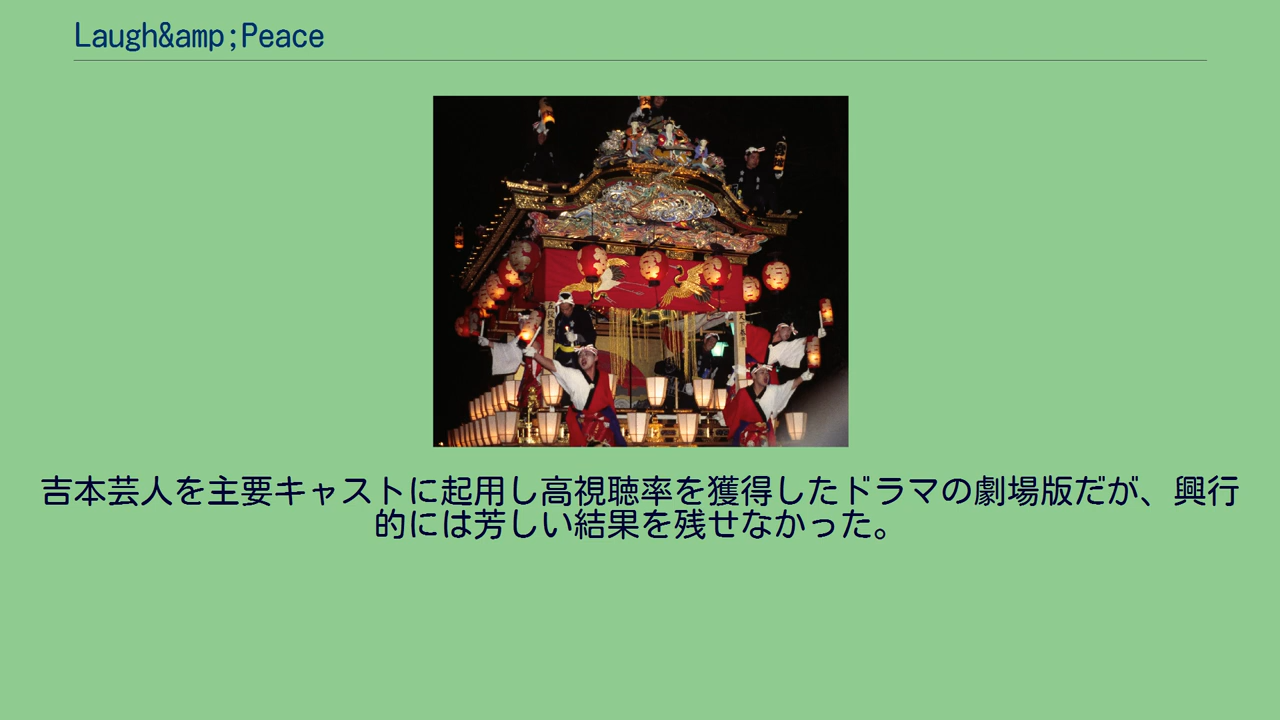 Laugh&amp;Peace
吉本芸人を主要キャストに起用し高視聴率を獲得したドラマの劇場版だが、興行
的には芳しい結果を残せなかった。